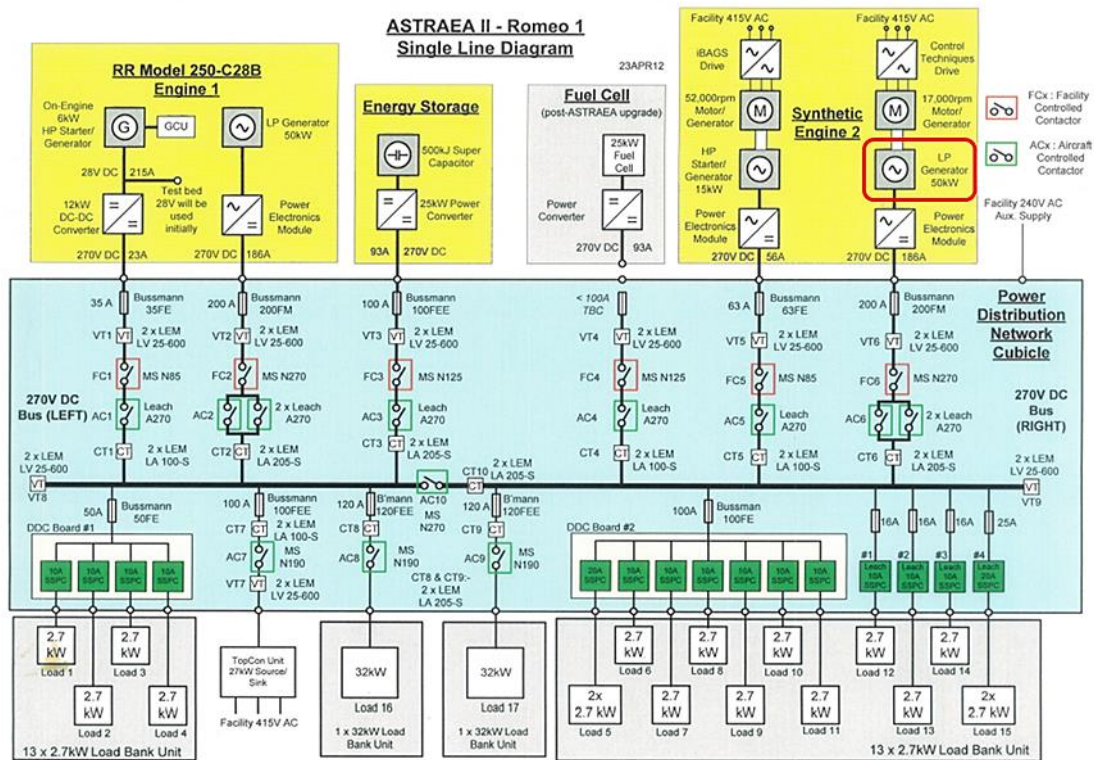 ASTRAEA II - Romeo 1
Single Line Diagram
23APR12
RR Model 250-C28B
Engine 1
On-Engine
6kW
HP Starter/
Generator
G
GCU
LP Generator
50kW
28V DC
215A
Test bed
28V will be
used
initially
12kW
DC-DC
Converter
Power
Electronics
Module
270V DC
23A
270V DC
186A
Energy Storage
500kJ Super
Capacitor
25kW Power
Converter
93A
270V DC
Fuel Cell
(post-ASTRAEA upgrade)
25kW
Fuel
Cell
Power
Converter
270V DC
93A
Facility 415V AC
Facility 415V AC
iBAGS
Drive
Control
Techniques
Drive
52,000rpm
Motor/
Generator
M
Synthetic
Engine 2
M
17,000rpm
Motor/
Generator
HP
Starter/
Generator
15kW
LP
Generator
50kW
Power
Electronics
Module
Power
Electronics
Module
270V DC
56A
270V DC
186A
FCx : Facility
Controlled
Contactor
ACx : Aircraft
Controlled
Contactor
Facility 240V AC
Aux. Supply
Power
Distribution
Network
Cubicle
35 A
Bussmann
35FE
200 A
Bussmann
200FM
100 A
Bussmann
100FEE
< 100A
TBC
63 A
Bussmann
63FE
200 A
Bussmann
200FM
VT1
VT
2 x LEM
LV 25-600
VT2
VT
2 x LEM
LV 25-600
VT3
VT
2 x LEM
LV 25-600
VT4
VT
2 x LEM
LV 25-600
VT5
VT
2 x LEM
LV 25-600
VT6
VT
2 x LEM
LV 25-600
FC1
MS N85
FC2
MS N270
FC3
MS N125
FC4
MS N125
FC5
MS N85
FC6
MS N270
270V DC
Bus (LEFT)
270V DC
Bus
(RIGHT)
AC1
Leach
A270
AC2
2 x Leach
A270
AC3
Leach
A270
AC4
Leach
A270
AC5
Leach
A270
AC6
2 x Leach
A270
CT1
CT
2 x LEM
LA 100-S
CT2
CT
2 x LEM
LA 205-S
CT3
CT
2 x LEM
LA 205-S
CT4
CT
2 x LEM
LA 100-S
CT5
CT
2 x LEM
LA 100-S
CT6
CT
2 x LEM
LA 205-S
2 x LEM
LV 25-600
VT
VT8
AC10
MS
N270
CT10
CT
2 x LEM
LA 205-S
2 x LEM
LV 25-600
VT
VT9
50A
Bussmann
50FE
100 A
Bussmann
100FEE
120 A
B'mann
120FEE
120 A
B'mann
120FEE
100A
Bussmann
100FE
16A
16A
16A
25A
DDC Board #1
10A
SSPC
10A
SSPC
10A
SSPC
10A
SSPC
CT7
CT
2 x LEM
LA 100-S
AC7
MS
N190
VT7
VT
2 x LEM
LV 25-600
CT8
CT
AC8
MS
N190
CT9
CT
AC9
MS
N190
CT8 & CT9:-
2 x LEM
LA 205-S
DDC Board #2
20A
SSPC
10A
SSPC
10A
SSPC
10A
SSPC
10A
SSPC
10A
SSPC
10A
SSPC
#1
#2
#3
#4
Leach
10A
SSPC
Leach
10A
SSPC
Leach
10A
SSPC
Leach
20A
SSPC
2.7
kW
Load 1
2.7
kW
Load 2
2.7
kW
Load 3
2.7
kW
Load 4
13 x 2.7kW Load Bank Unit
TopCon Unit
27kW Source/
Sink
Facility 415V AC
32kW
Load 16
1 x 32kW Load
Bank Unit
32kW
Load 17
1 x 32kW Load
Bank Unit
2x
2.7 kW
Load 5
2.7
kW
Load 6
2.7
kW
Load 7
2.7
kW
Load 8
2.7
kW
Load 9
2.7
kW
Load 10
2.7
kW
Load 11
2.7
kW
Load 12
2.7
kW
Load 13
2.7
kW
Load 14
2x
2.7 kW
Load 15
13 x 2.7kW Load Bank Unit